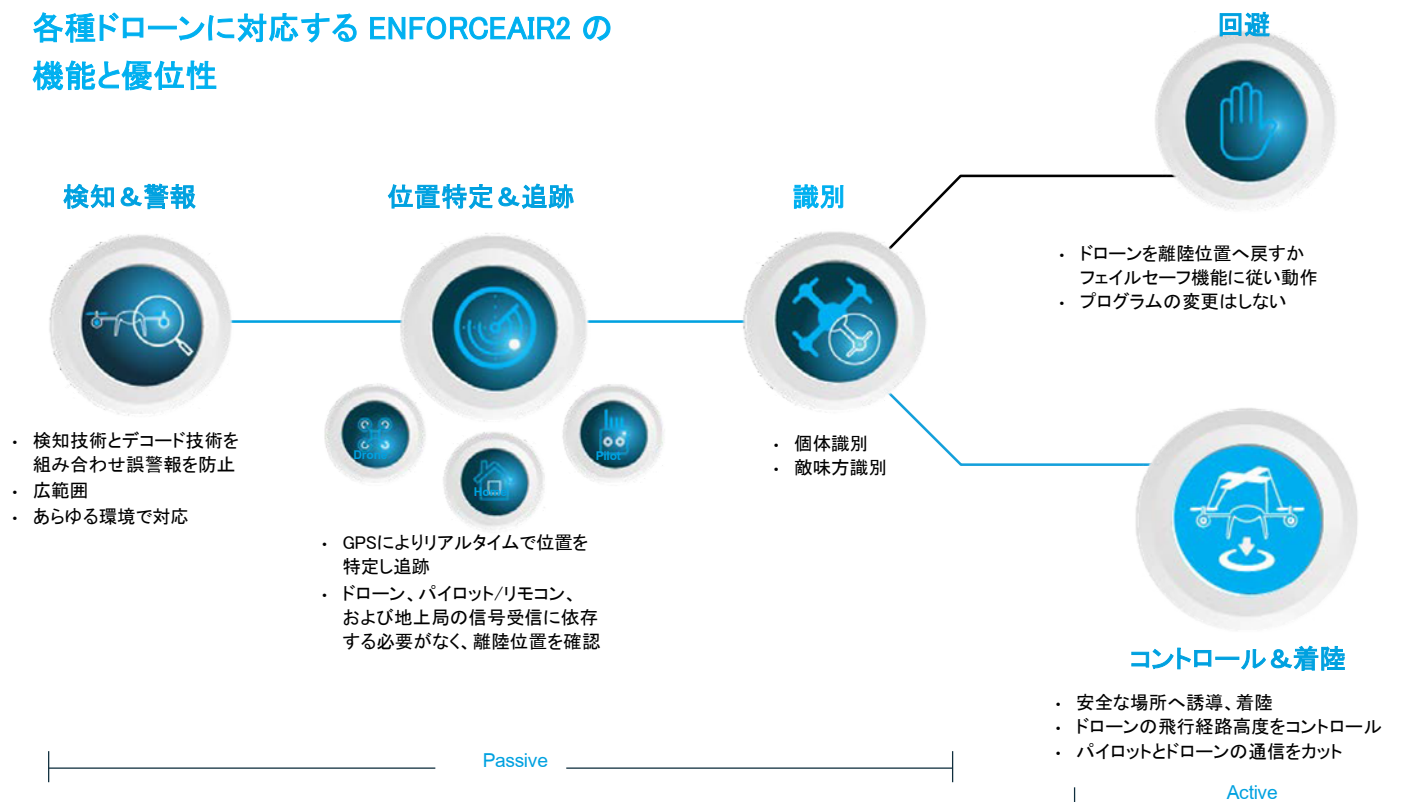 各種ドローンに対応する ENFORCEAIR2 の
機能と優位性
検知&警報
・ 検知技術とデコード技術を
組み合わせ誤警報を防止
・ 広範囲
・ あらゆる環境で対応
位置特定&追跡
Drone
Home
Pilot
・ GPSによりリアルタイムで位置を
特定し追跡
・ ドローン、パイロット/リモコン、
および地上局の信号受信に依存
する必要がなく、離陸位置を確認
識別
・ 個体識別
・ 敵味方識別
回避
・ ドローンを離陸位置へ戻すか
フェイルセーフ機能に従い動作
・ プログラムの変更はしない
コントロール&着陸
・ 安全な場所へ誘導、着陸
・ ドローンの飛行経路高度をコントロール
・ パイロットとドローンの通信をカット
Passive
Active